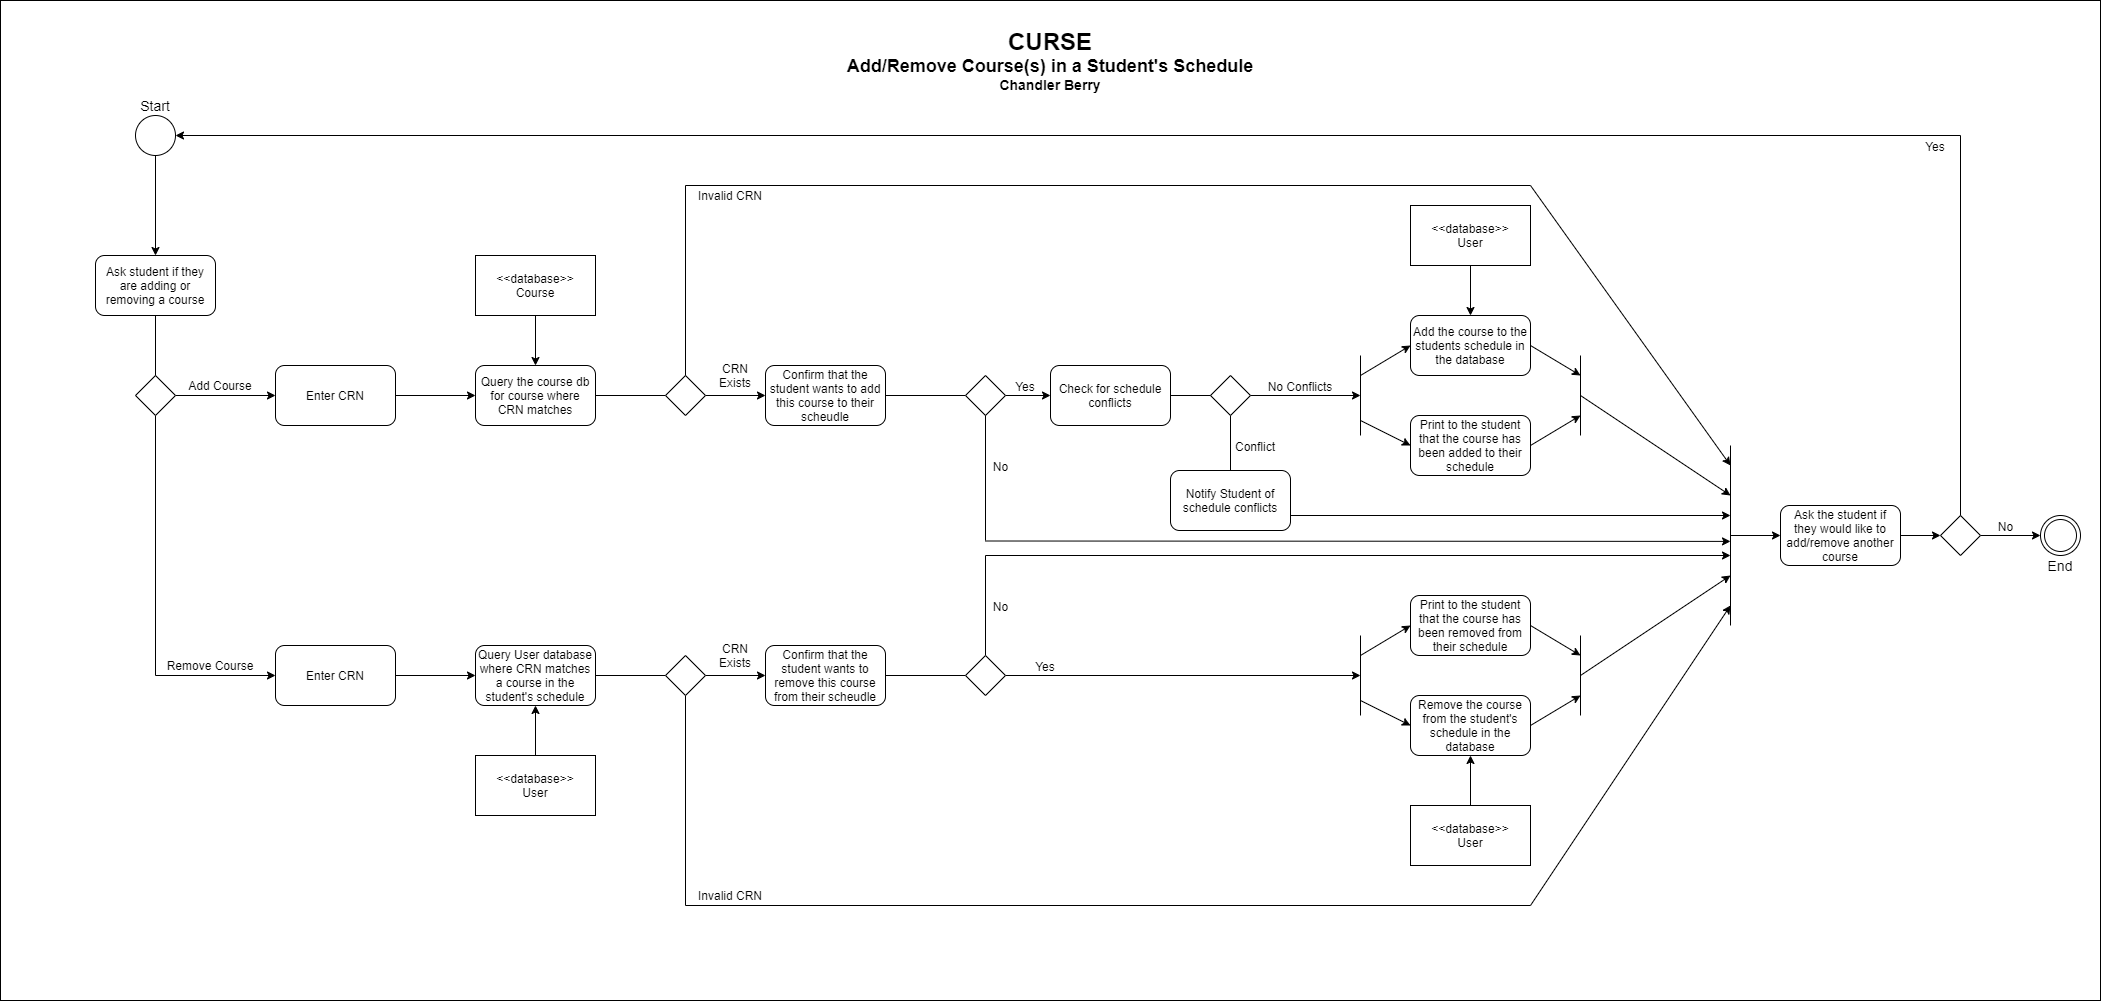 CURSE
Add/Remove Course(s) in a Student's Schedule
Chandler Berry
Start
Yes
Invalid CRN
<<database>>
User
Ask student if they
are adding or
removing a course
<<database>>
Course
Add Course
Enter CRN
Query the course db
for course where
CRN matches
CRN
Exists
Confirm that the
student wants to add
this course to their
scheudle
Yes
Check for schedule
conflicts
No Conflicts
Add the course to the
students schedule in
the database
Print to the student
that the course has
been added to their
schedule
No
Conflict
Notify Student of
schedule conflicts
Ask the student if
they would like to
add/remove another
course
No
End
No
Print to the student
that the course has
been removed from
their schedule
Remove Course
Enter CRN
Query User database
where CRN matches
a course in the
student's schedule
CRN
Exists
Confirm that the
student wants to
remove this course
from their scheudle
Yes
Remove the course
from the student's
schedule in the
database
<<database>>
User
<<database>>
User
Invalid CRN